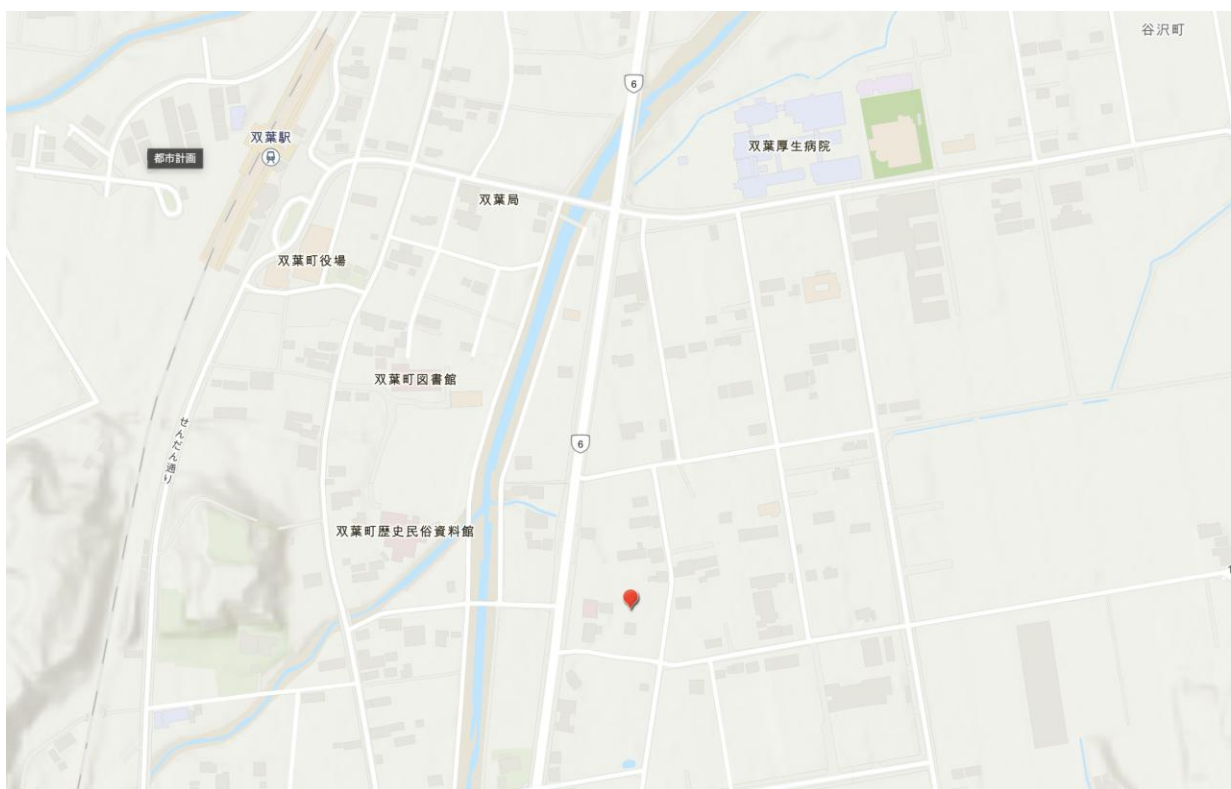 谷沢町
6
双葉駅
都市計画
双葉厚生病院
双葉局
双葉町役場
双葉町図書館
せんだん通り
6
双葉町歴史民俗資料館